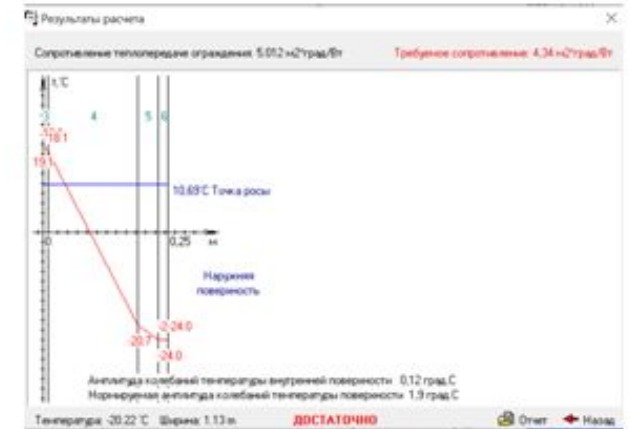 Результаты расчета
Сопротивление теплопередаче ограждения: 5.012 м2*град/Вт Требуемое сопротивление: 4,34 м2*град/Вт
t,°C
4 5 6
18.1
19.1
10.69°C Точка росы
0 0,25 м
Наружняя поверхность
-24.0
-20.7
-24.0
Амплитуда колебаний температуры внутренней поверхности 0,12 град.С
Нормируемая амплитуда колебаний температуры поверхности 1,9 град.С
Температура: -20.22 °C Ширина: 1.13 m ДОСТАТОЧНО Отчет Назад